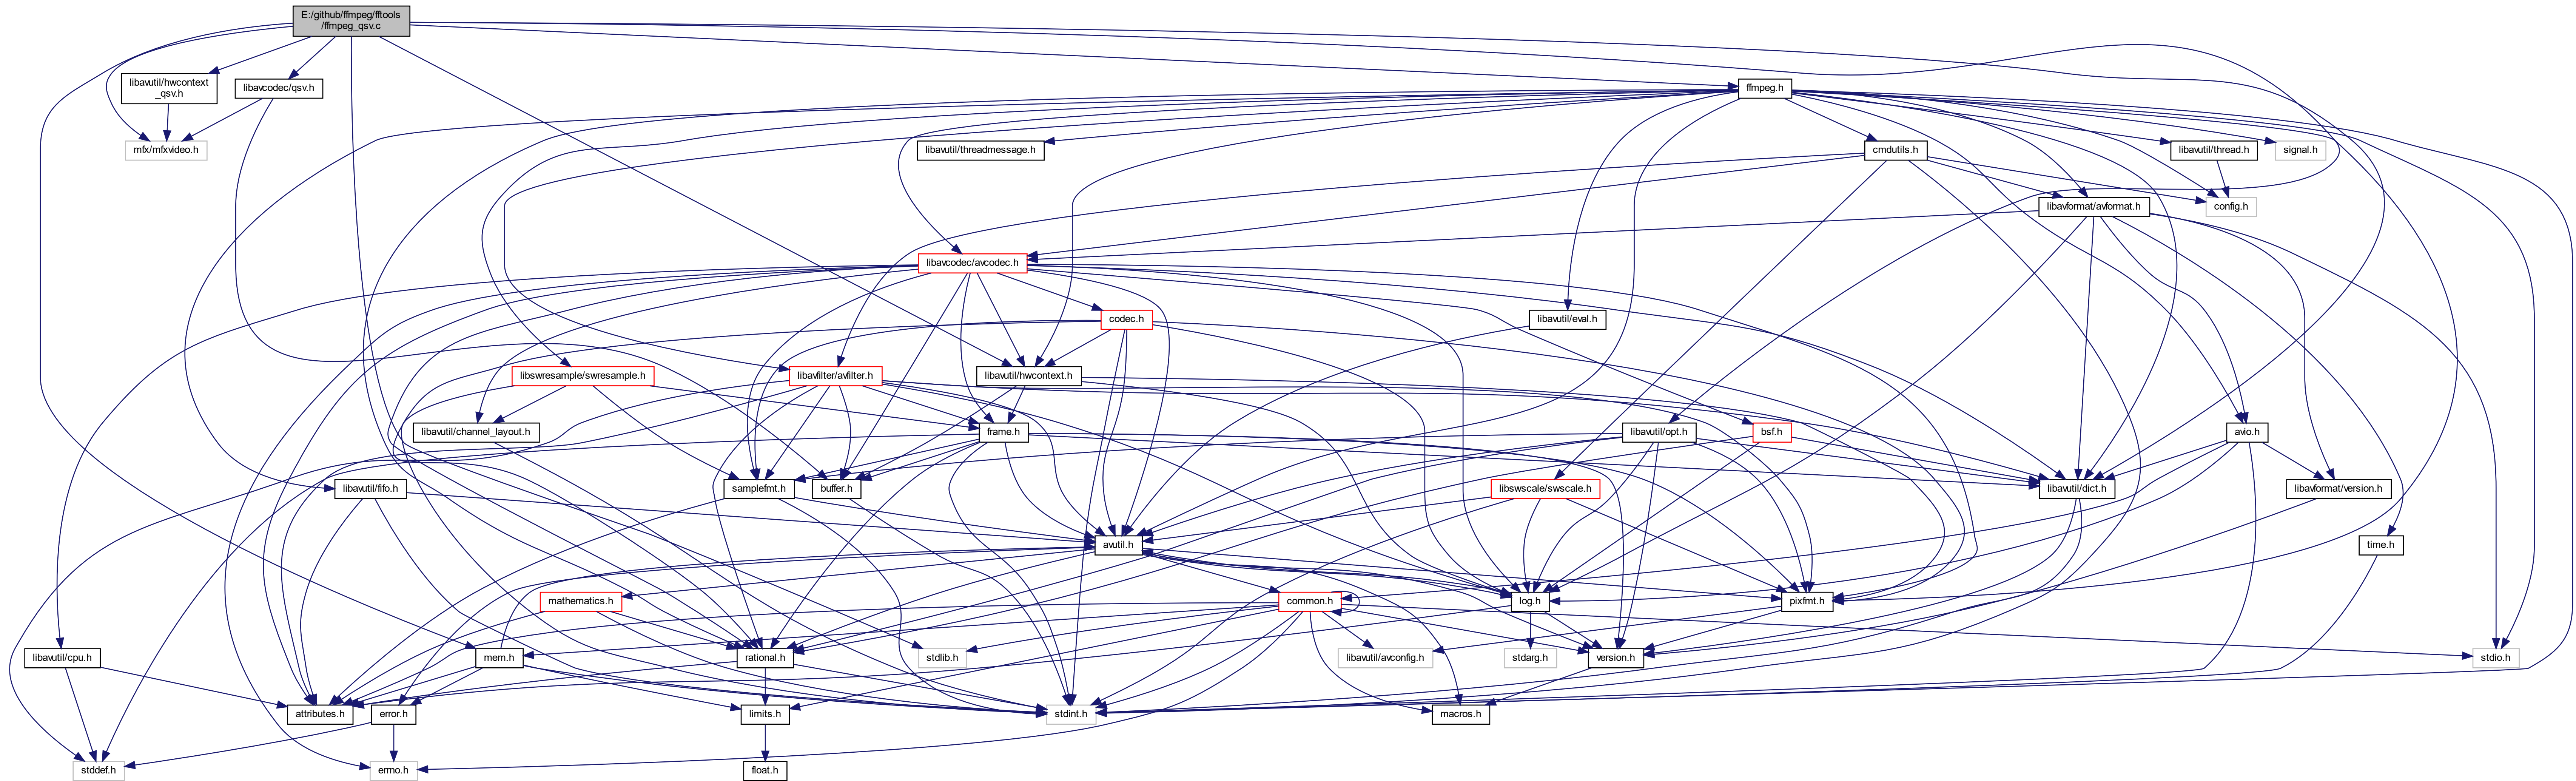 E:/github/ffmpeg/fftools
/ffmpeg_qsv.c
libavutil/hwcontext
_qsv.h
libavcodec/qsv.h
ffmpeg.h
mfx/mfxvideo.h
libavutil/threadmessage.h
cmdutils.h
libavutil/thread.h
signal.h
libavformat/avformat.h
config.h
libavcodec/avcodec.h
codec.h
libavutil/eval.h
libswresample/swresample.h
libavfilter/avfilter.h
libavutil/hwcontext.h
libavutil/channel_layout.h
frame.h
libavutil/opt.h
bsf.h
avio.h
libavutil/fifo.h
samplefmt.h
buffer.h
libswscale/swscale.h
libavutil/dict.h
libavformat/version.h
avutil.h
time.h
mathematics.h
common.h
log.h
pixfmt.h
libavutil/cpu.h
mem.h
rational.h
stdlib.h
libavutil/avconfig.h
stdarg.h
version.h
stdio.h
attributes.h
error.h
limits.h
stdint.h
macros.h
stddef.h
errno.h
float.h